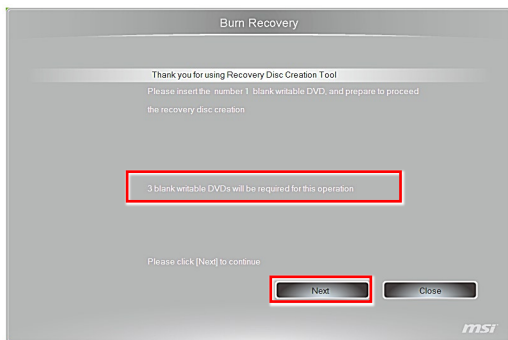 Burn Recovery
Thank you for using Recovery Disc Creation Tool
Please insert the number 1 blank writable DVD, and prepare to proceed
the recovery disc creation
3 blank writable DVDs will be required for this operation
Please click [Next] to continue
Next
Close
msi